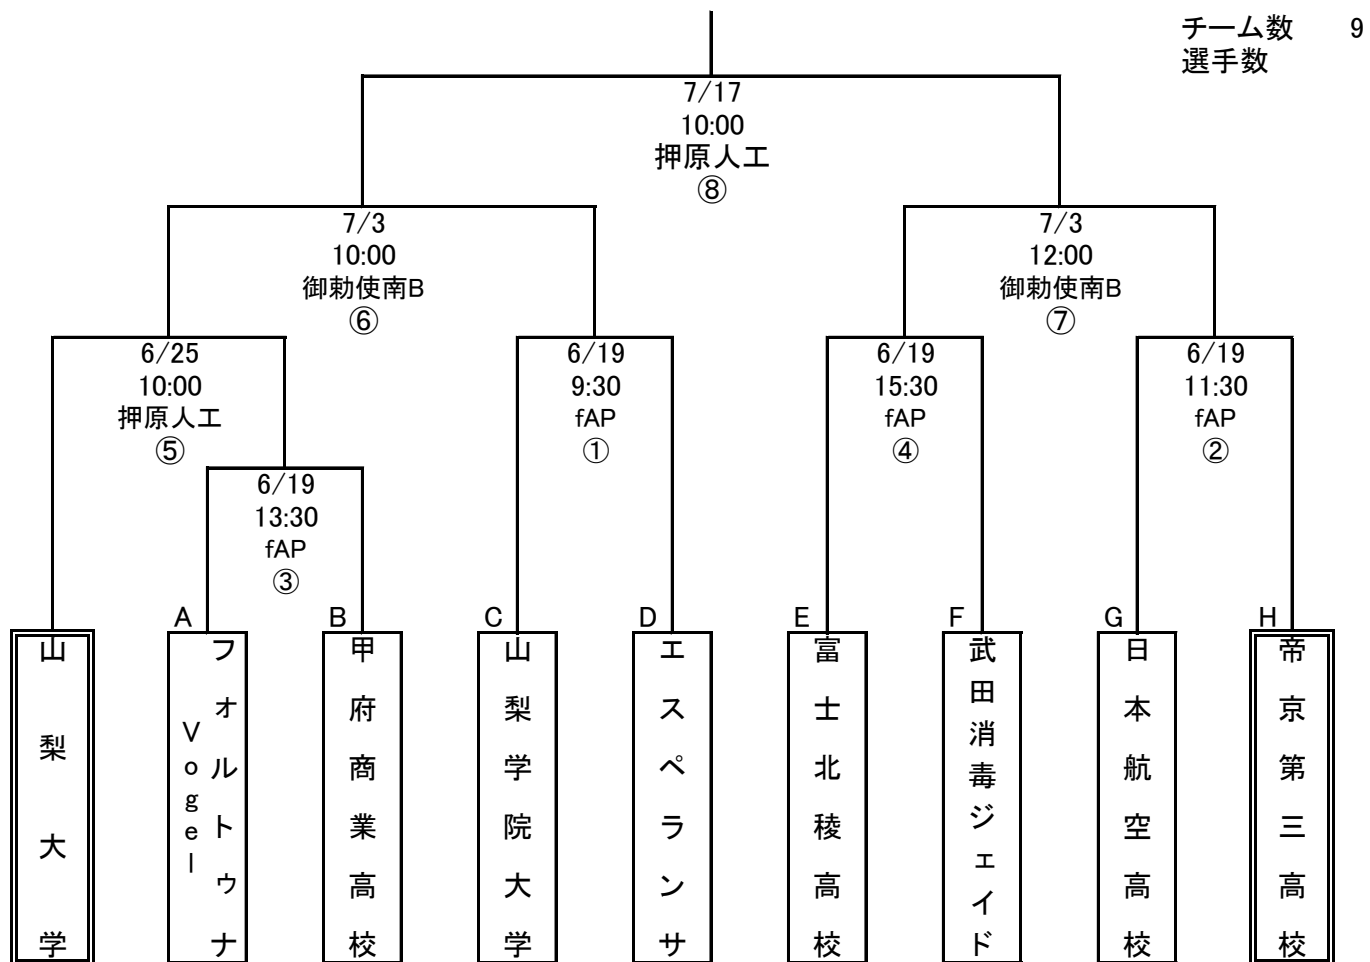 チーム数 9
選手数
7/17
10:00
押原人工
⑧
7/3
10:00
御勅使南B
⑥
7/3
12:00
御勅使南B
⑦
6/25
10:00
押原人工
⑤
6/19
9:30
fAP
①
6/19
15:30
fAP
④
6/19
11:30
fAP
②
6/19
13:30
fAP
③
A
B
C
D
E
F
G
H
山梨大学
フォルトゥナ
Vogel
甲府商業高校
山梨学院大学
エスペランサ
富士北稜高校
武田消毒ジェイド
日本航空高校
帝京第三高校